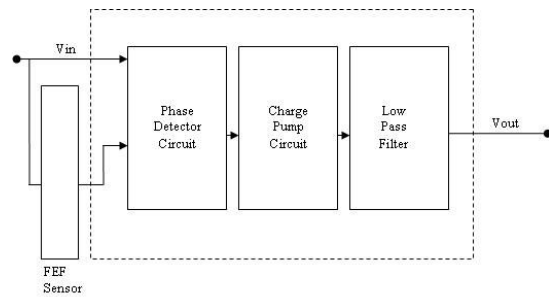 Vin
Phase
Detector
Circuit
Charge
Pump
Circuit
Low
Pass
Filter
Vout
FEF
Sensor